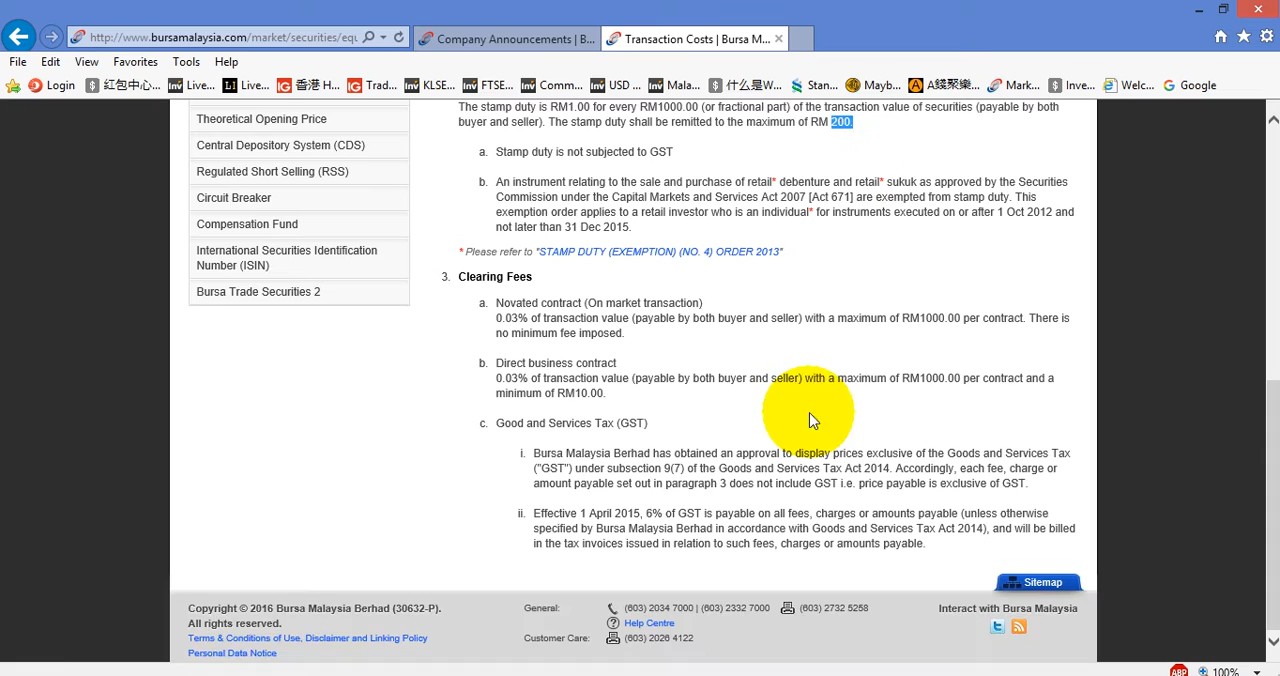 http://www.bursamalaysia.com/market/securities/equ
Company Announcements | B...
Transaction Costs | Bursa M...
File Edit View Favorites Tools Help
Login 红包中心... Live... Live... 香港 H... Trad... KLSE... FTSE... Comm... USD ... Mala... 什么是W... Stan... Mayb... A錢聚樂... Mark... Inve... Welc... Google
The stamp duty is RM1.00 for every RM1000.00 (or fractional part) of the transaction value of securities (payable by both
buyer and seller). The stamp duty shall be remitted to the maximum of RM 200.
Theoretical Opening Price
Central Depository System (CDS)
Regulated Short Selling (RSS)
Circuit Breaker
Compensation Fund
International Securities Identification
Number (ISIN)
Bursa Trade Securities 2
a. Stamp duty is not subjected to GST
b. An instrument relating to the sale and purchase of retail* debenture and retail* sukuk as approved by the Securities
Commission under the Capital Markets and Services Act 2007 [Act 671] are exempted from stamp duty. This
exemption order applies to a retail investor who is an individual* for instruments executed on or after 1 Oct 2012 and
not later than 31 Dec 2015.
* Please refer to "STAMP DUTY (EXEMPTION) (NO. 4) ORDER 2013"
3. Clearing Fees
a. Novated contract (On market transaction)
0.03% of transaction value (payable by both buyer and seller) with a maximum of RM1000.00 per contract. There is
no minimum fee imposed.
b. Direct business contract
0.03% of transaction value (payable by both buyer and seller) with a maximum of RM1000.00 per contract and a
minimum of RM10.00.
c. Good and Services Tax (GST)
i. Bursa Malaysia Berhad has obtained an approval to display prices exclusive of the Goods and Services Tax
("GST") under subsection 9(7) of the Goods and Services Tax Act 2014. Accordingly, each fee, charge or
amount payable set out in paragraph 3 does not include GST i.e. price payable is exclusive of GST.
ii. Effective 1 April 2015, 6% of GST is payable on all fees, charges or amounts payable (unless otherwise
specified by Bursa Malaysia Berhad in accordance with Goods and Services Tax Act 2014), and will be billed
in the tax invoices issued in relation to such fees, charges or amounts payable.
Sitemap
Copyright © 2016 Bursa Malaysia Berhad (30632-P).
All rights reserved.
Terms & Conditions of Use, Disclaimer and Linking Policy
Personal Data Notice
General: (603) 2034 7000 | (603) 2332 7000 (603) 2732 5258
Help Centre
Customer Care: (603) 2026 4122
Interact with Bursa Malaysia
ABP 100%